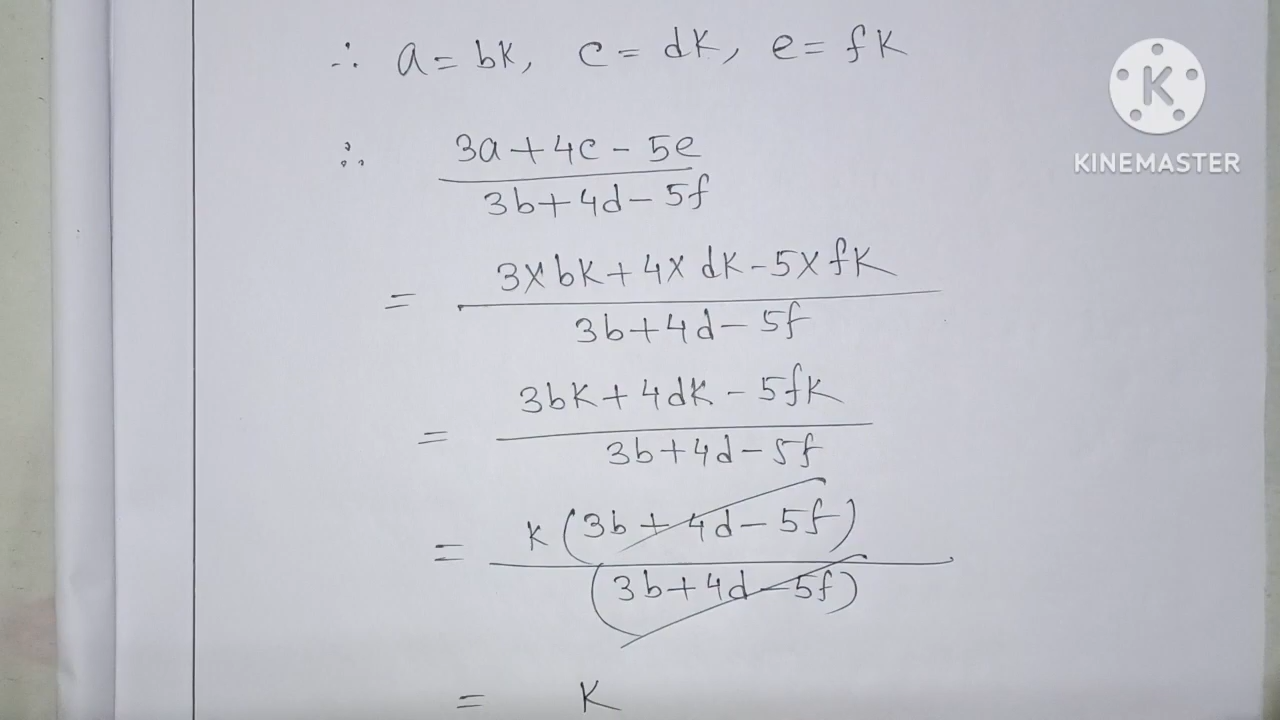 ∴ a = bk, c = dk, e = fk
K
KINEMASTER
∴ 3a + 4c - 5e
3b + 4d - 5f
= 3 × bk + 4 × dk - 5 × fk
3b + 4d - 5f
= 3bk + 4dk - 5fk
3b + 4d - 5f
= k (3b + 4d - 5f)
(3b + 4d - 5f)
= k